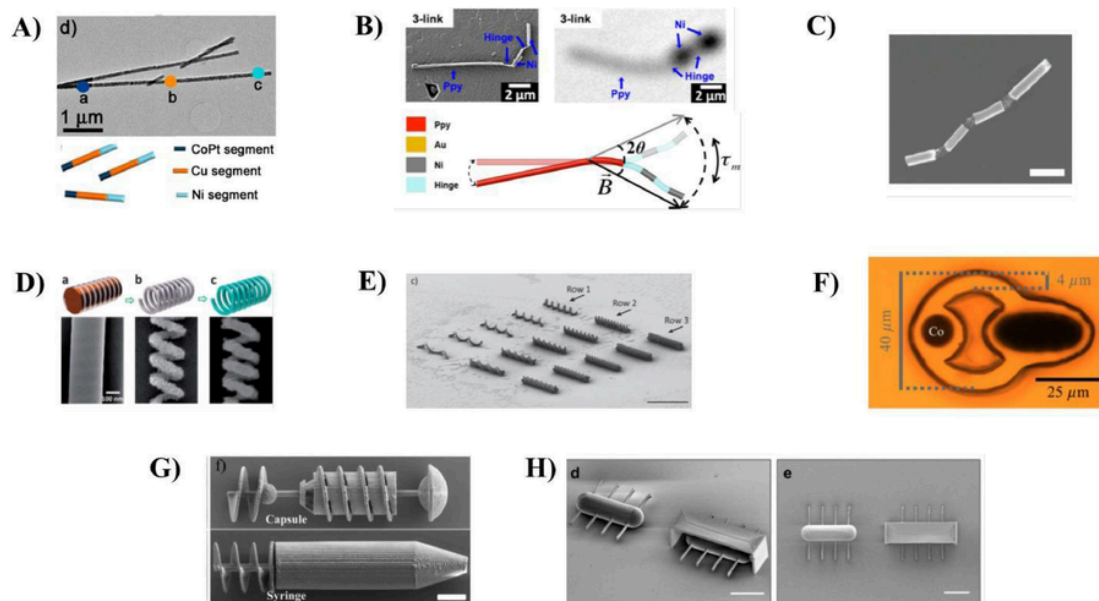 A)
d)
a
b
c
1 μm
CoPt segment
Cu segment
Ni segment
B)
3-link
Hinge
Ni
Ppy
2 μm
3-link
Ni
Hinge
Ppy
2 μm
Ppy
Au
Ni
Hinge
2θ
B
τm
C)
D)
a
b
c
100 nm
E)
c)
Row 1
Row 2
Row 3
F)
40 μm
4 μm
Co
25 μm
G)
f)
Capsule
Syringe
H)
d
e